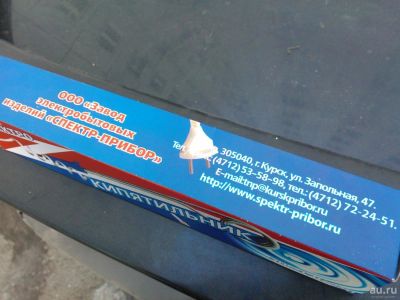 ООО «Завод
электробытовых
изделий «СПЕКТР-ПРИБОР»
305040, г. Курск, ул. Запольная, 47.
(4712) 53-58-98, тел.: (4712) 72-24-51.
E-mail:tnp@kurskpribor.ru
http://www.spektr-pribor.ru
КИПЯТИЛЬНИК
au.ru